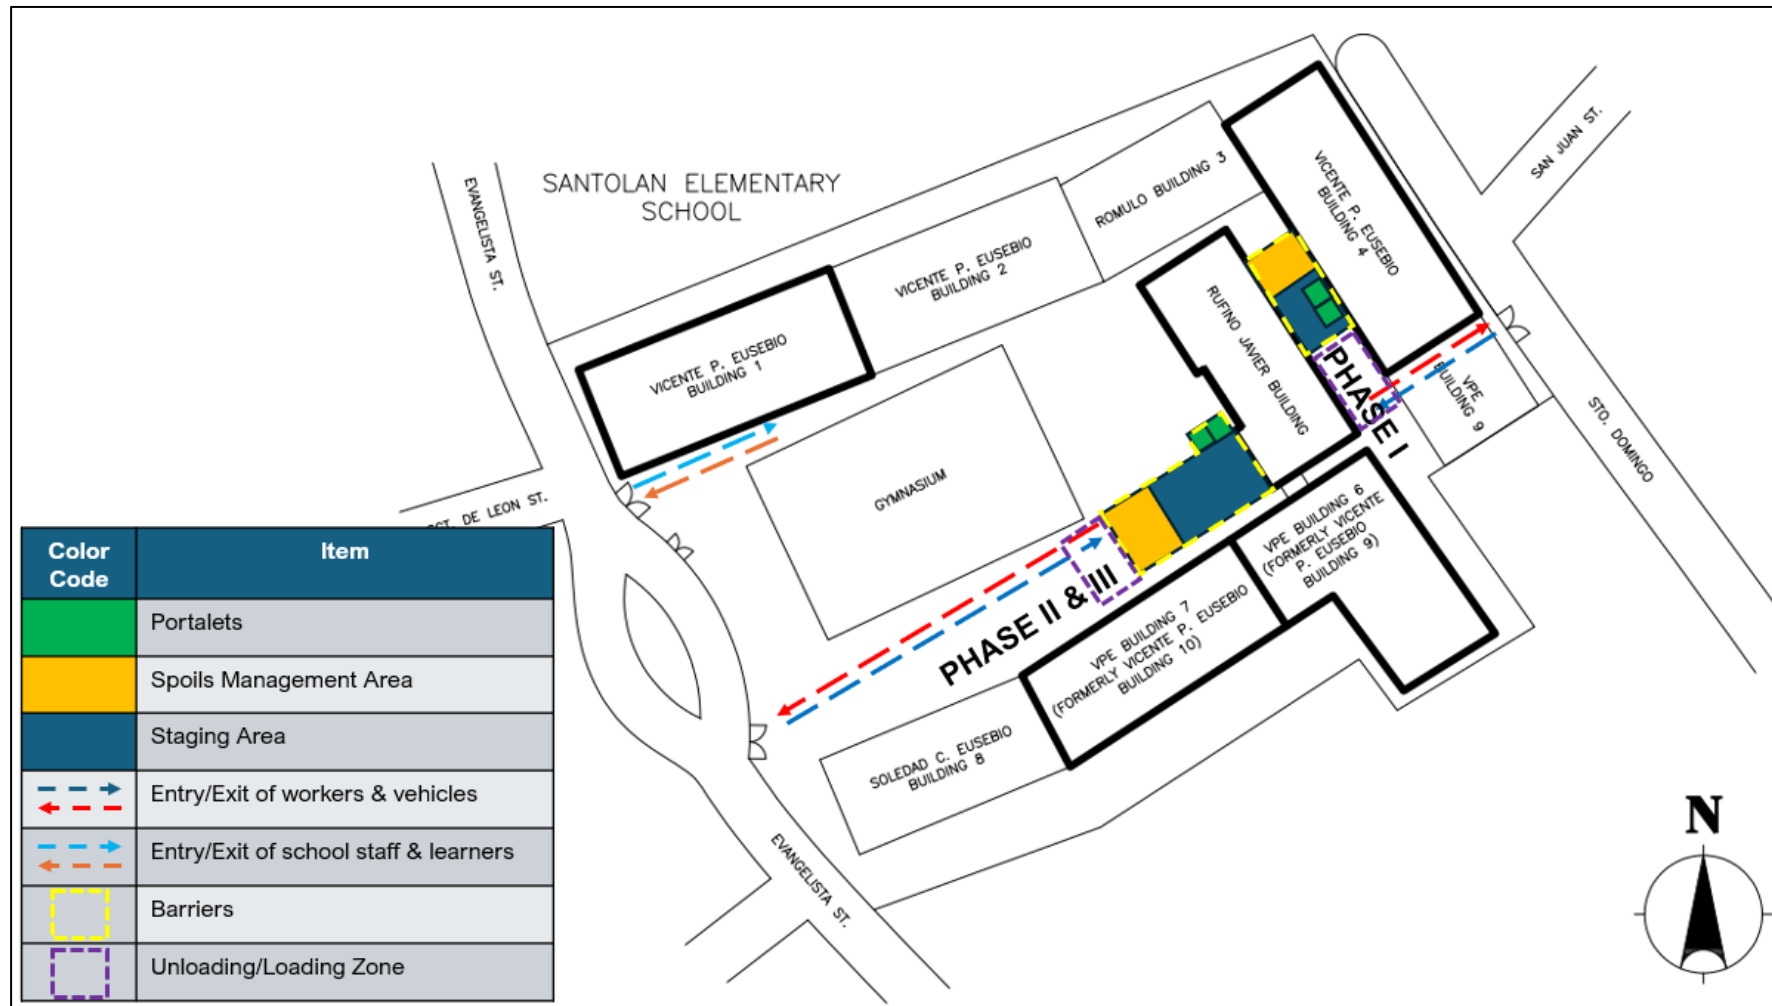 SANTOLAN ELEMENTARY
SCHOOL
EVANGELISTA ST.
VICENTE P. EUSEBIO
BUILDING 1
VICENTE P. EUSEBIO
BUILDING 2
ROMULO BUILDING 3
VICENTE P. EUSEBIO
BUILDING 4
SAN JUAN ST.
RUFINO JAVIER BUILDING
PHASE I
VPE
BUILDING 9
STO. DOMINGO
GYMNASIUM
DE LEON ST.
PHASE II & III
VPE BUILDING 6
(FORMERLY VICENTE
P. EUSEBIO
BUILDING 9)
VPE BUILDING 7
(FORMERLY VICENTE P. EUSEBIO
BUILDING 10)
SOLEDAD C. EUSEBIO
BUILDING 8
EVANGELISTA ST.
N
Color
Code
Item
Portalets
Spoils Management Area
Staging Area
Entry/Exit of workers & vehicles
Entry/Exit of school staff & learners
Barriers
Unloading/Loading Zone